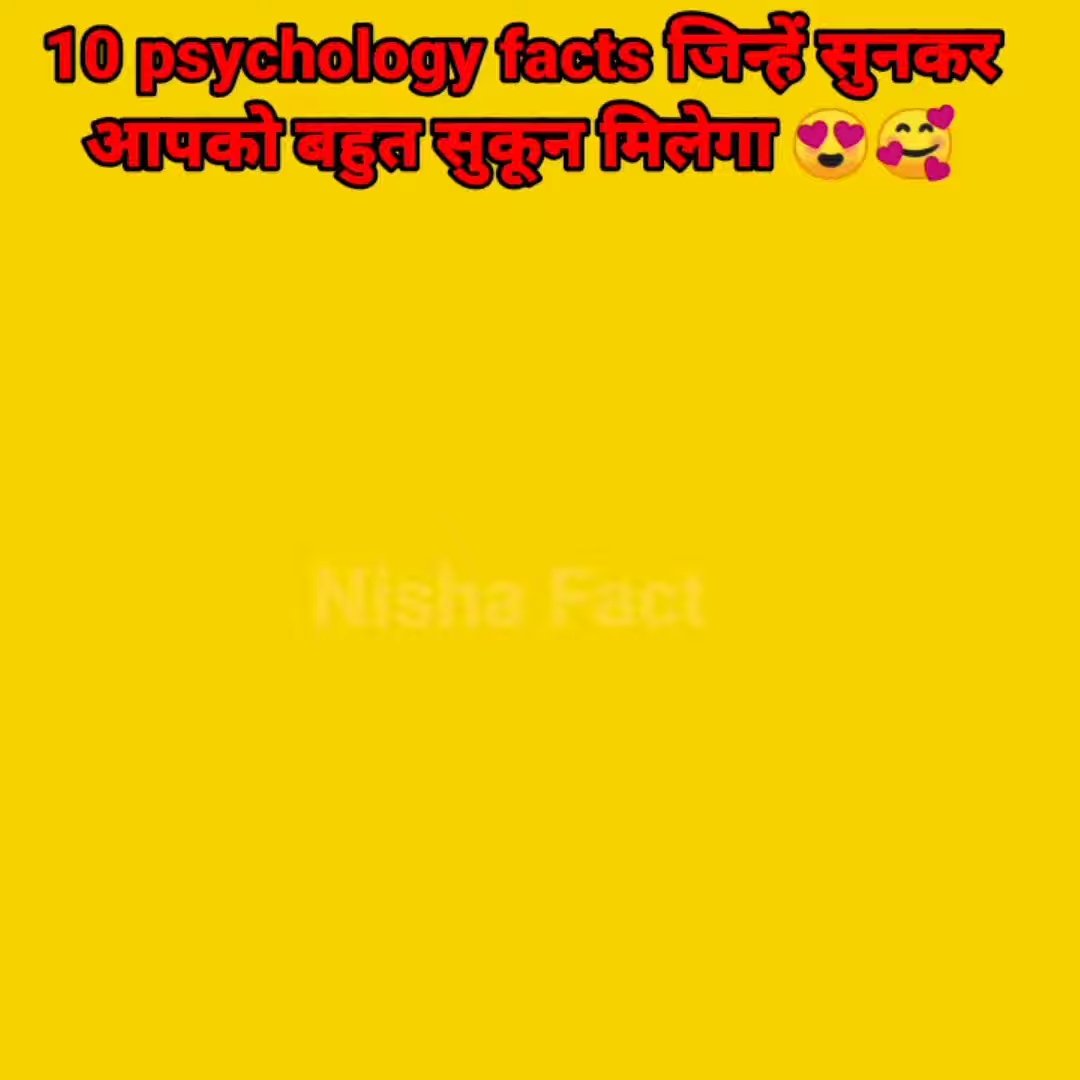 10 psychology facts जिन्हें सुनकर
आपको बहुत सुकून मिलेगा 😍🥰
Nisha Fact